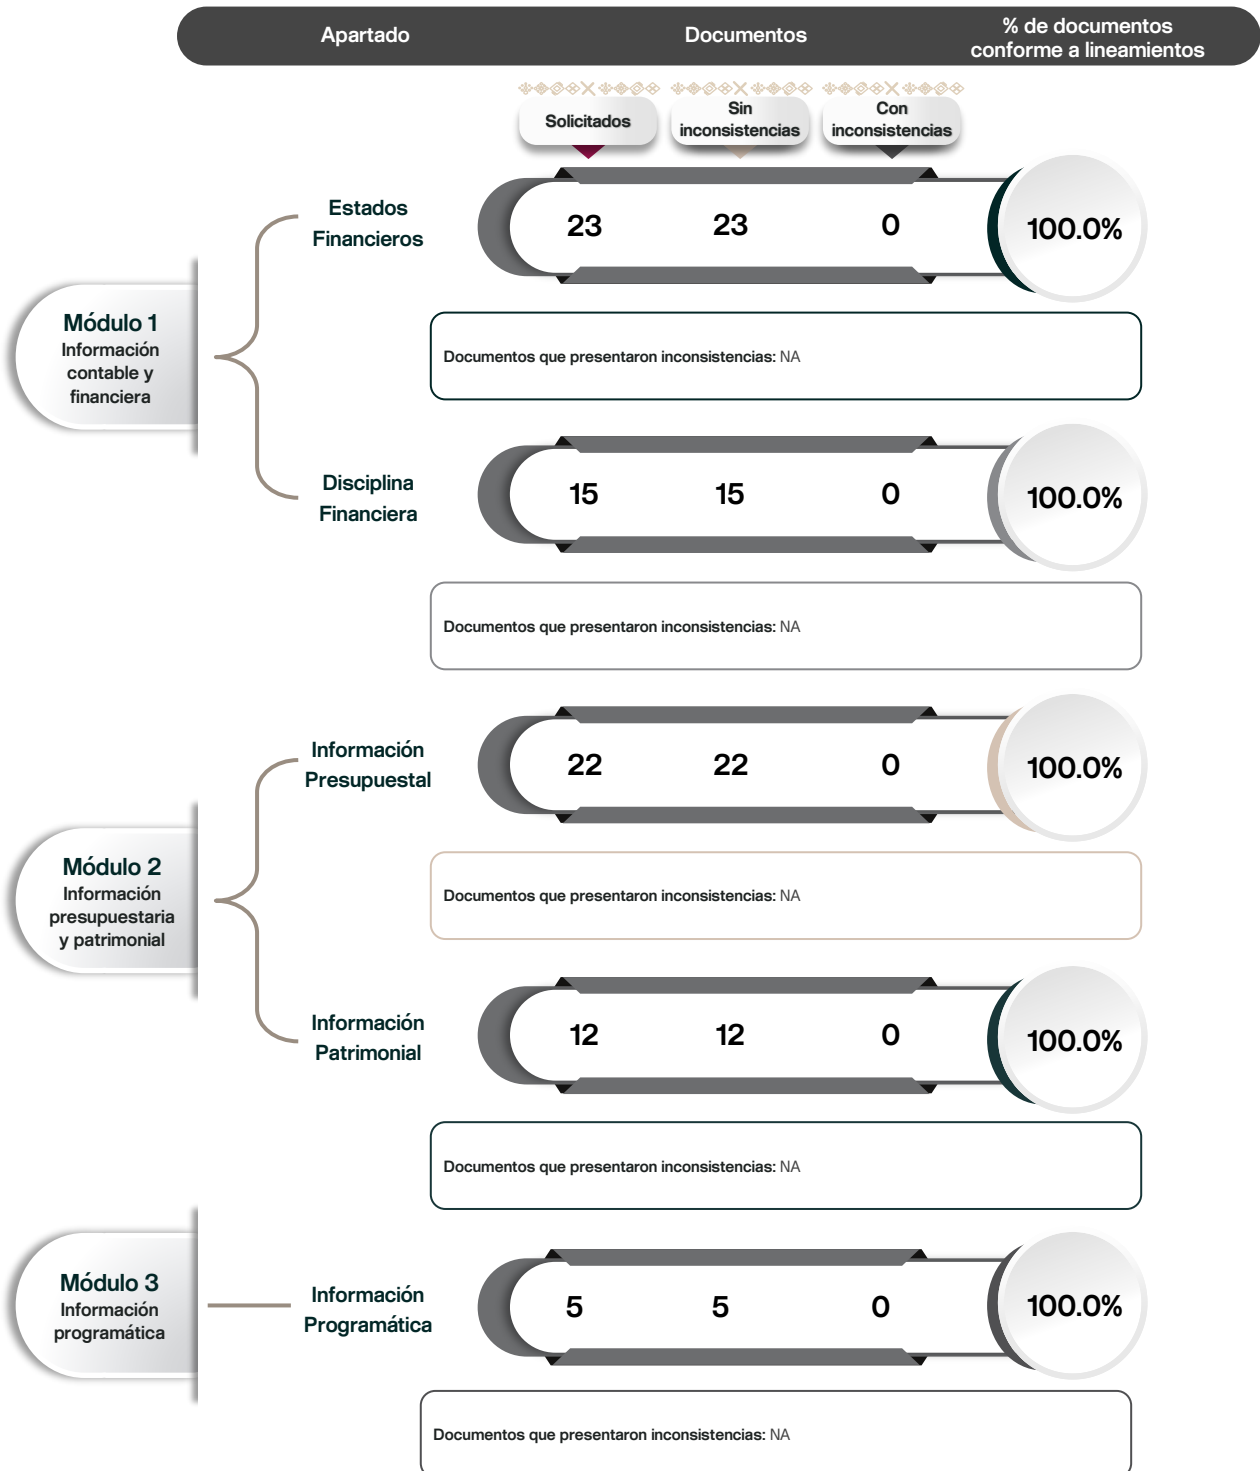 Apartado
Documentos
% de documentos
conforme a lineamientos
Solicitados
Sin
inconsistencias
Con
inconsistencias
Módulo 1
Información
contable y
financiera
Estados
Financieros
23
23
0
100.0%
Documentos que presentaron inconsistencias: NA
Disciplina
Financiera
15
15
0
100.0%
Documentos que presentaron inconsistencias: NA
Módulo 2
Información
presupuestaria
y patrimonial
Información
Presupuestal
22
22
0
100.0%
Documentos que presentaron inconsistencias: NA
Información
Patrimonial
12
12
0
100.0%
Documentos que presentaron inconsistencias: NA
Módulo 3
Información
programática
Información
Programática
5
5
0
100.0%
Documentos que presentaron inconsistencias: NA